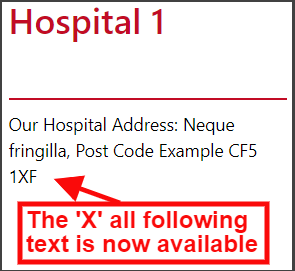 Hospital 1
Our Hospital Address: Neque
fringilla, Post Code Example CF5
1XF
The 'X' all following
text is now available